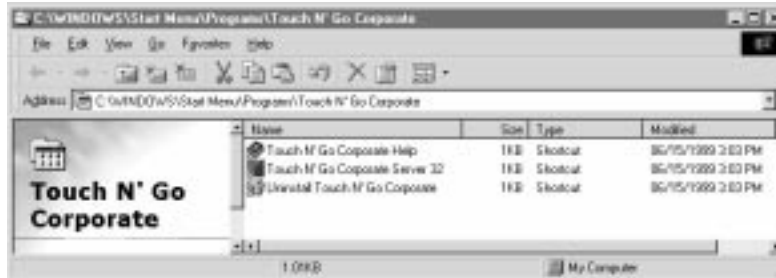 C:\WINDOWS\Start Menu\Programs\Touch N' Go Corporate
File Edit View Go Favorites Help
Address C:\WINDOWS\Start Menu\Programs\Touch N' Go Corporate
Name Size Type Modified
Touch N' Go Corporate Help 1KB Shortcut 06/15/1999 3:03 PM
Touch N' Go Corporate Server 32 1KB Shortcut 06/15/1999 3:03 PM
Uninstall Touch N' Go Corporate 1KB Shortcut 06/15/1999 3:03 PM
Touch N' Go
Corporate
1.01KB My Computer